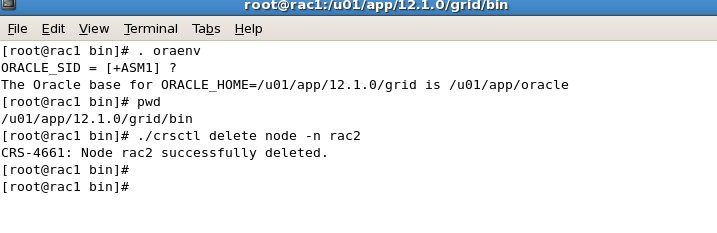 root@rac1:/u01/app/12.1.0/grid/bin
File Edit View Terminal Tabs Help
[root@rac1 bin]# . oraenv
ORACLE_SID = [+ASM1] ?
The Oracle base for ORACLE_HOME=/u01/app/12.1.0/grid is /u01/app/oracle
[root@rac1 bin]# pwd
/u01/app/12.1.0/grid/bin
[root@rac1 bin]# ./crsctl delete node -n rac2
CRS-4661: Node rac2 successfully deleted.
[root@rac1 bin]#
[root@rac1 bin]#